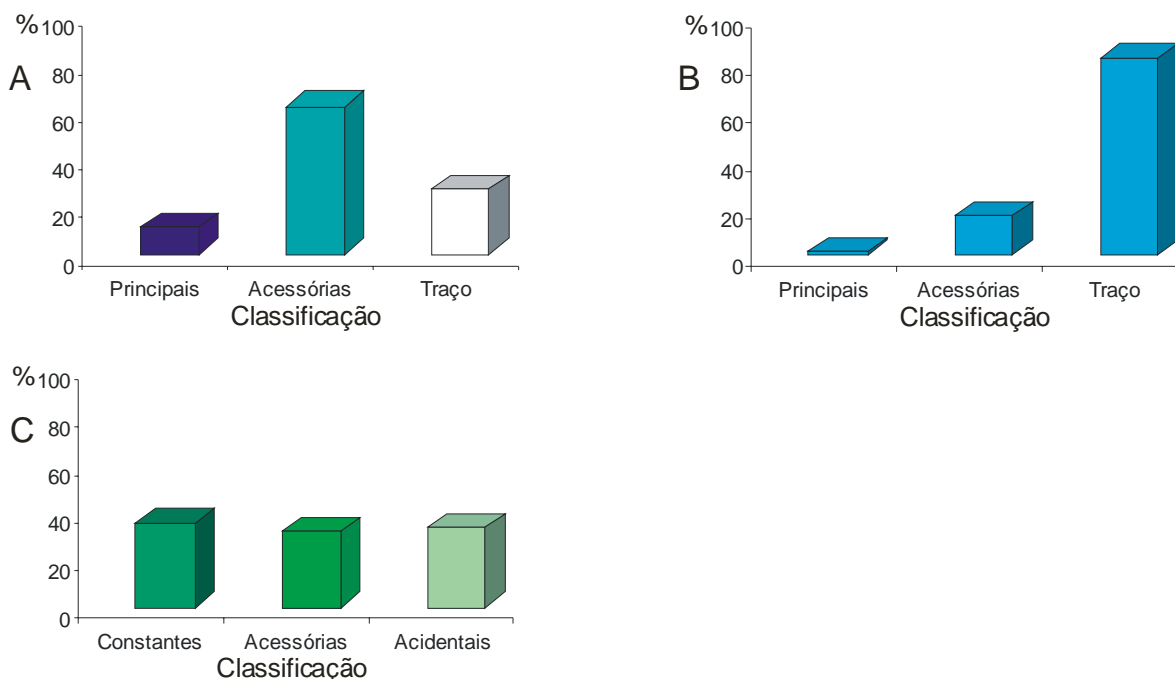 A
%
100
80
60
40
20
0
Principais Acessórias Traço
Classificação
B
%
100
80
60
40
20
0
Principais Acessórias Traço
Classificação
C
%
100
80
60
40
20
0
Constantes Acessórias Acidentais
Classificação